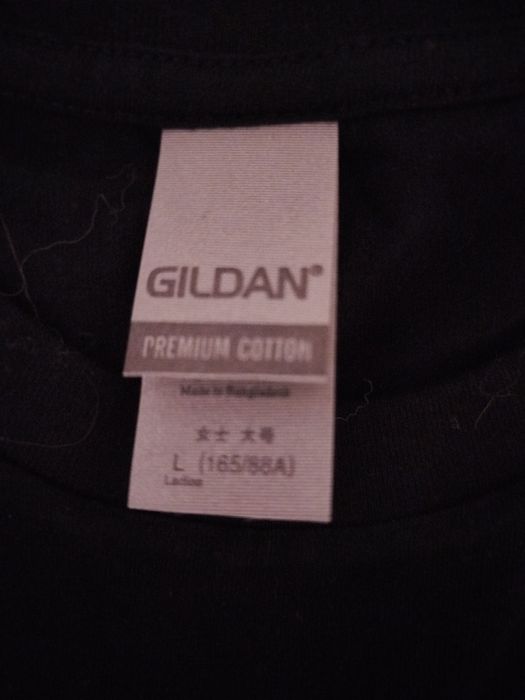 GILDAN®
PREMIUM COTTON
Made in Bangladesh
女士 大号
L (165/88A)
Ladies